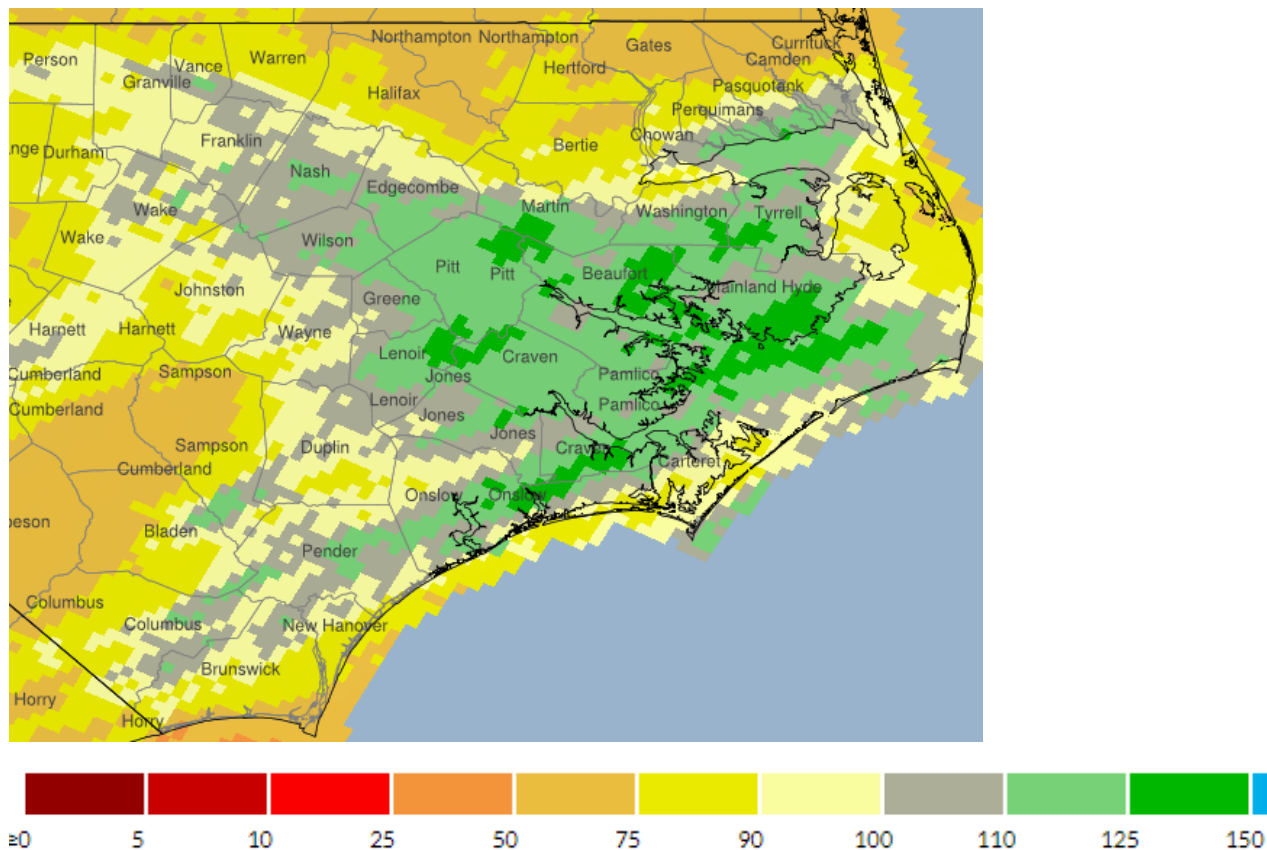 Northampton Northampton
Gates
Currituck
Camden
Person
Vance
Warren
Hertford
Granville
Halifax
Pasquotank
Perquimans
Chowan
Franklin
Bertie
nge Durham
Nash
Edgecombe
Martin
Washington
Tyrrell
Wake
Wake
Wilson
Pitt
Pitt
Beaufort
Mainland Hyde
Johnston
Greene
Harnett
Harnett
Wayne
Lenoir
Craven
Cumberland
Sampson
Jones
Pamlico
Cumberland
Lenoir
Jones
Pamlico
Sampson
Duplin
Jones
Craven
Carteret
Cumberland
Onslow
Onslow
beson
Bladen
Pender
Columbus
Columbus
New Hanover
Brunswick
Horry
Horry
≥0 5 10 25 50 75 90 100 110 125 150